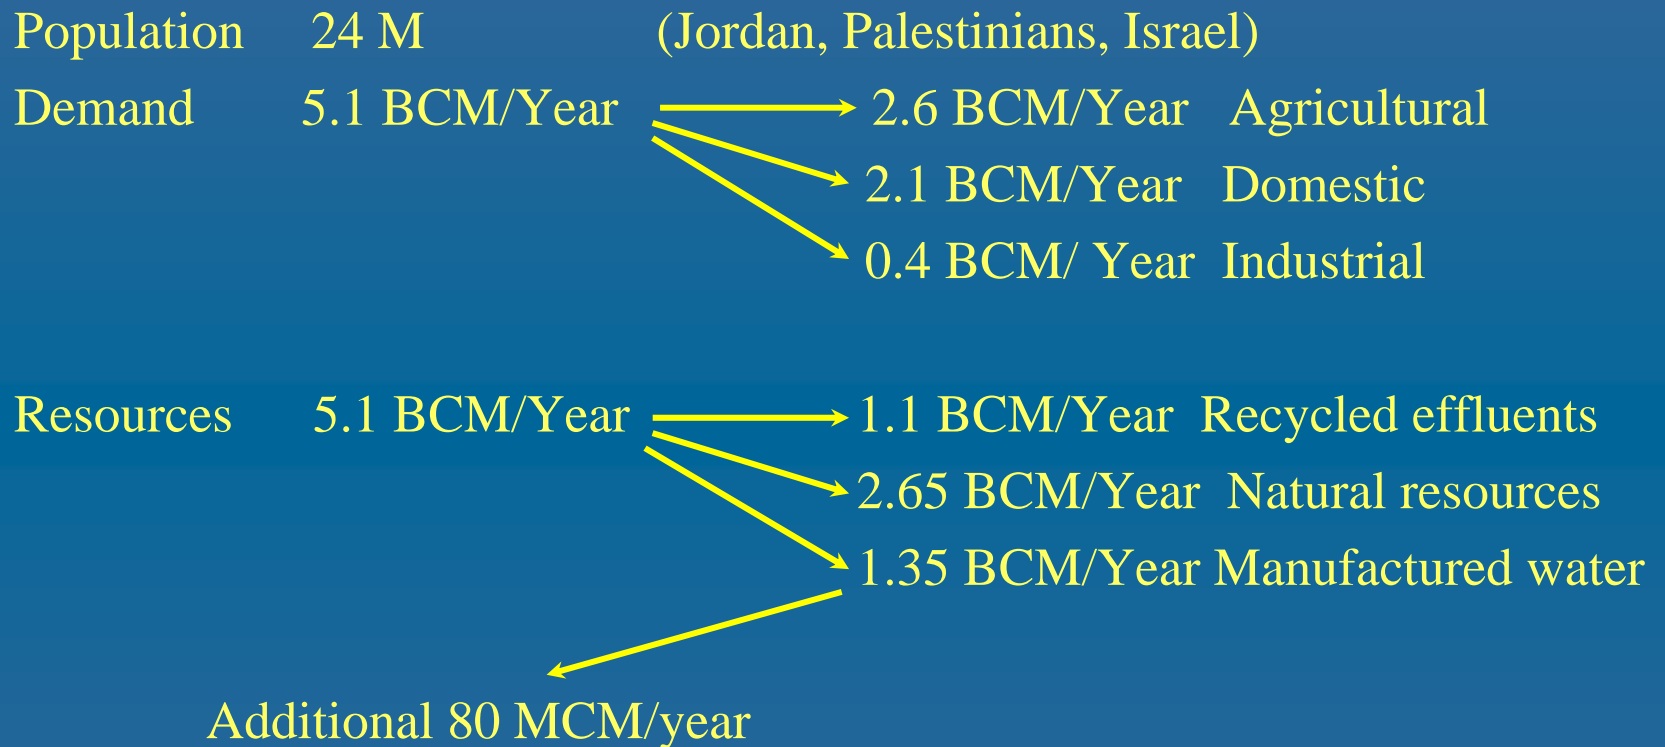 Population 24 M (Jordan, Palestinians, Israel)
Demand 5.1 BCM/Year 2.6 BCM/Year Agricultural
2.1 BCM/Year Domestic
0.4 BCM/ Year Industrial
Resources 5.1 BCM/Year 1.1 BCM/Year Recycled effluents
2.65 BCM/Year Natural resources
1.35 BCM/Year Manufactured water
Additional 80 MCM/year